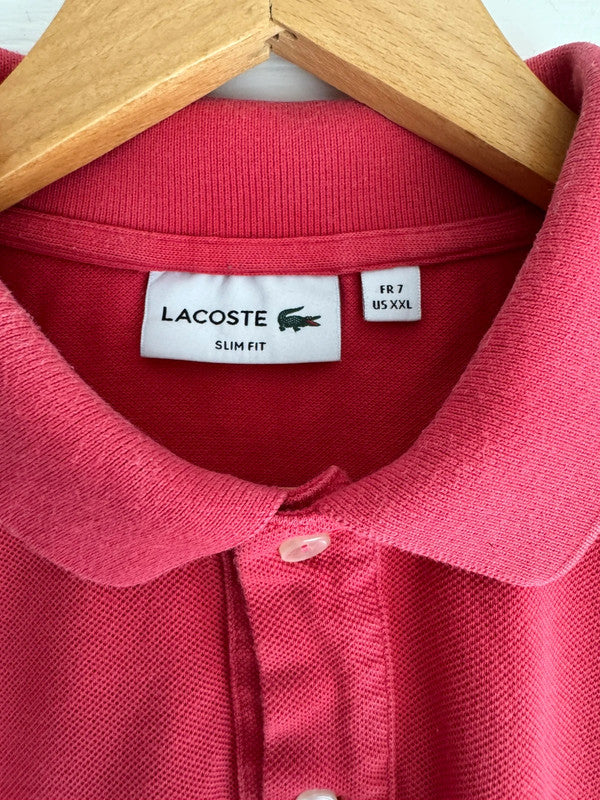 LACOSTE
SLIM FIT
FR 7
US XXL